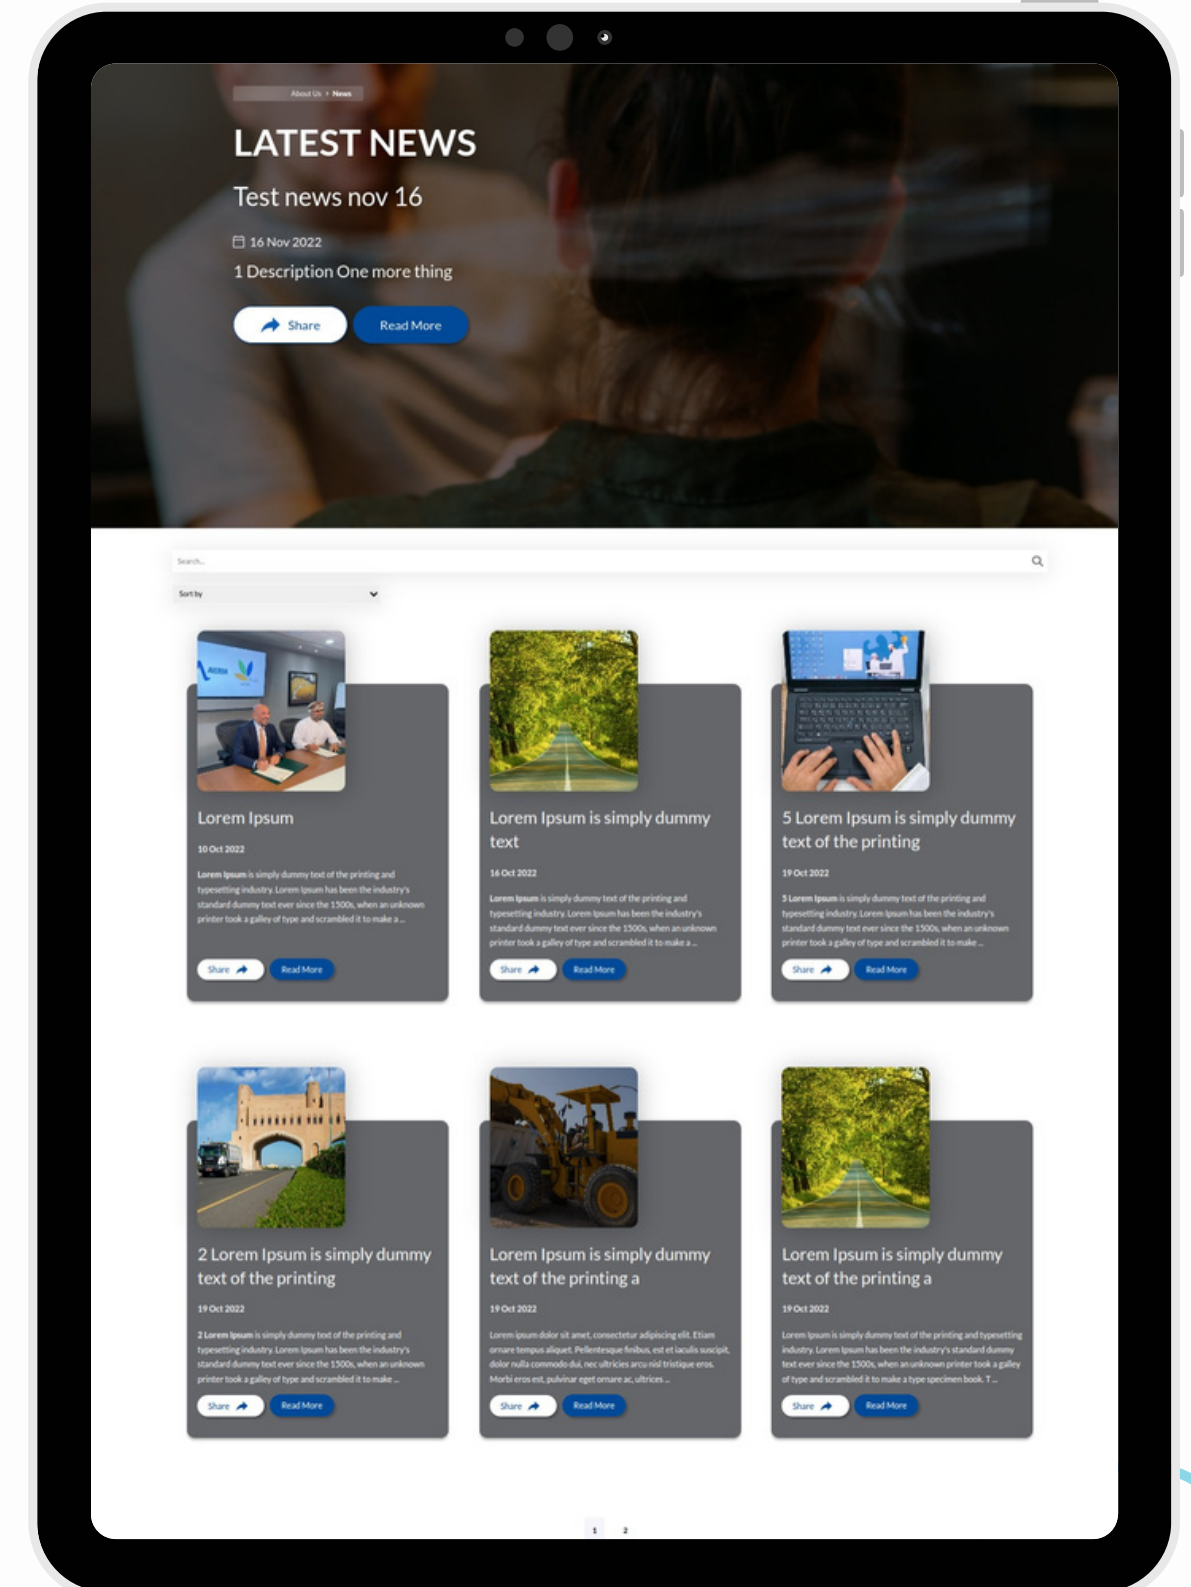 About Us > News
LATEST NEWS
Test news nov 16
16 Nov 2022
1 Description One more thing
Share
Read More
Search...
Sort by
Lorem Ipsum
10 Oct 2022
Lorem Ipsum is simply dummy text of the printing and
typesetting industry. Lorem Ipsum has been the industry's
standard dummy text ever since the 1500s, when an unknown
printer took a galley of type and scrambled it to make a ...
Share
Read More
Lorem Ipsum is simply dummy
text
16 Oct 2022
Lorem Ipsum is simply dummy text of the printing and
typesetting industry. Lorem Ipsum has been the industry's
standard dummy text ever since the 1500s, when an unknown
printer took a galley of type and scrambled it to make a ...
Share
Read More
5 Lorem Ipsum is simply dummy
text of the printing
19 Oct 2022
5 Lorem Ipsum is simply dummy text of the printing and
typesetting industry. Lorem Ipsum has been the industry's
standard dummy text ever since the 1500s, when an unknown
printer took a galley of type and scrambled it to make ...
Share
Read More
2 Lorem Ipsum is simply dummy
text of the printing
19 Oct 2022
2 Lorem Ipsum is simply dummy text of the printing and
typesetting industry. Lorem Ipsum has been the industry's
standard dummy text ever since the 1500s, when an unknown
printer took a galley of type and scrambled it to make ...
Share
Read More
Lorem Ipsum is simply dummy
text of the printing a
19 Oct 2022
Lorem ipsum dolor sit amet, consectetur adipiscing elit. Etiam
ornare tempus aliquet. Pellentesque finibus, est et iaculis suscipit,
dolor nulla commodo dui, nec ultricies arcu nisl tristique eros.
Morbi eros est, pulvinar eget ornare ac, ultrices ...
Share
Read More
Lorem Ipsum is simply dummy
text of the printing a
19 Oct 2022
Lorem Ipsum is simply dummy text of the printing and typesetting
industry. Lorem Ipsum has been the industry's standard dummy
text ever since the 1500s, when an unknown printer took a galley
of type and scrambled it to make a type specimen book. T ...
Share
Read More
1
2